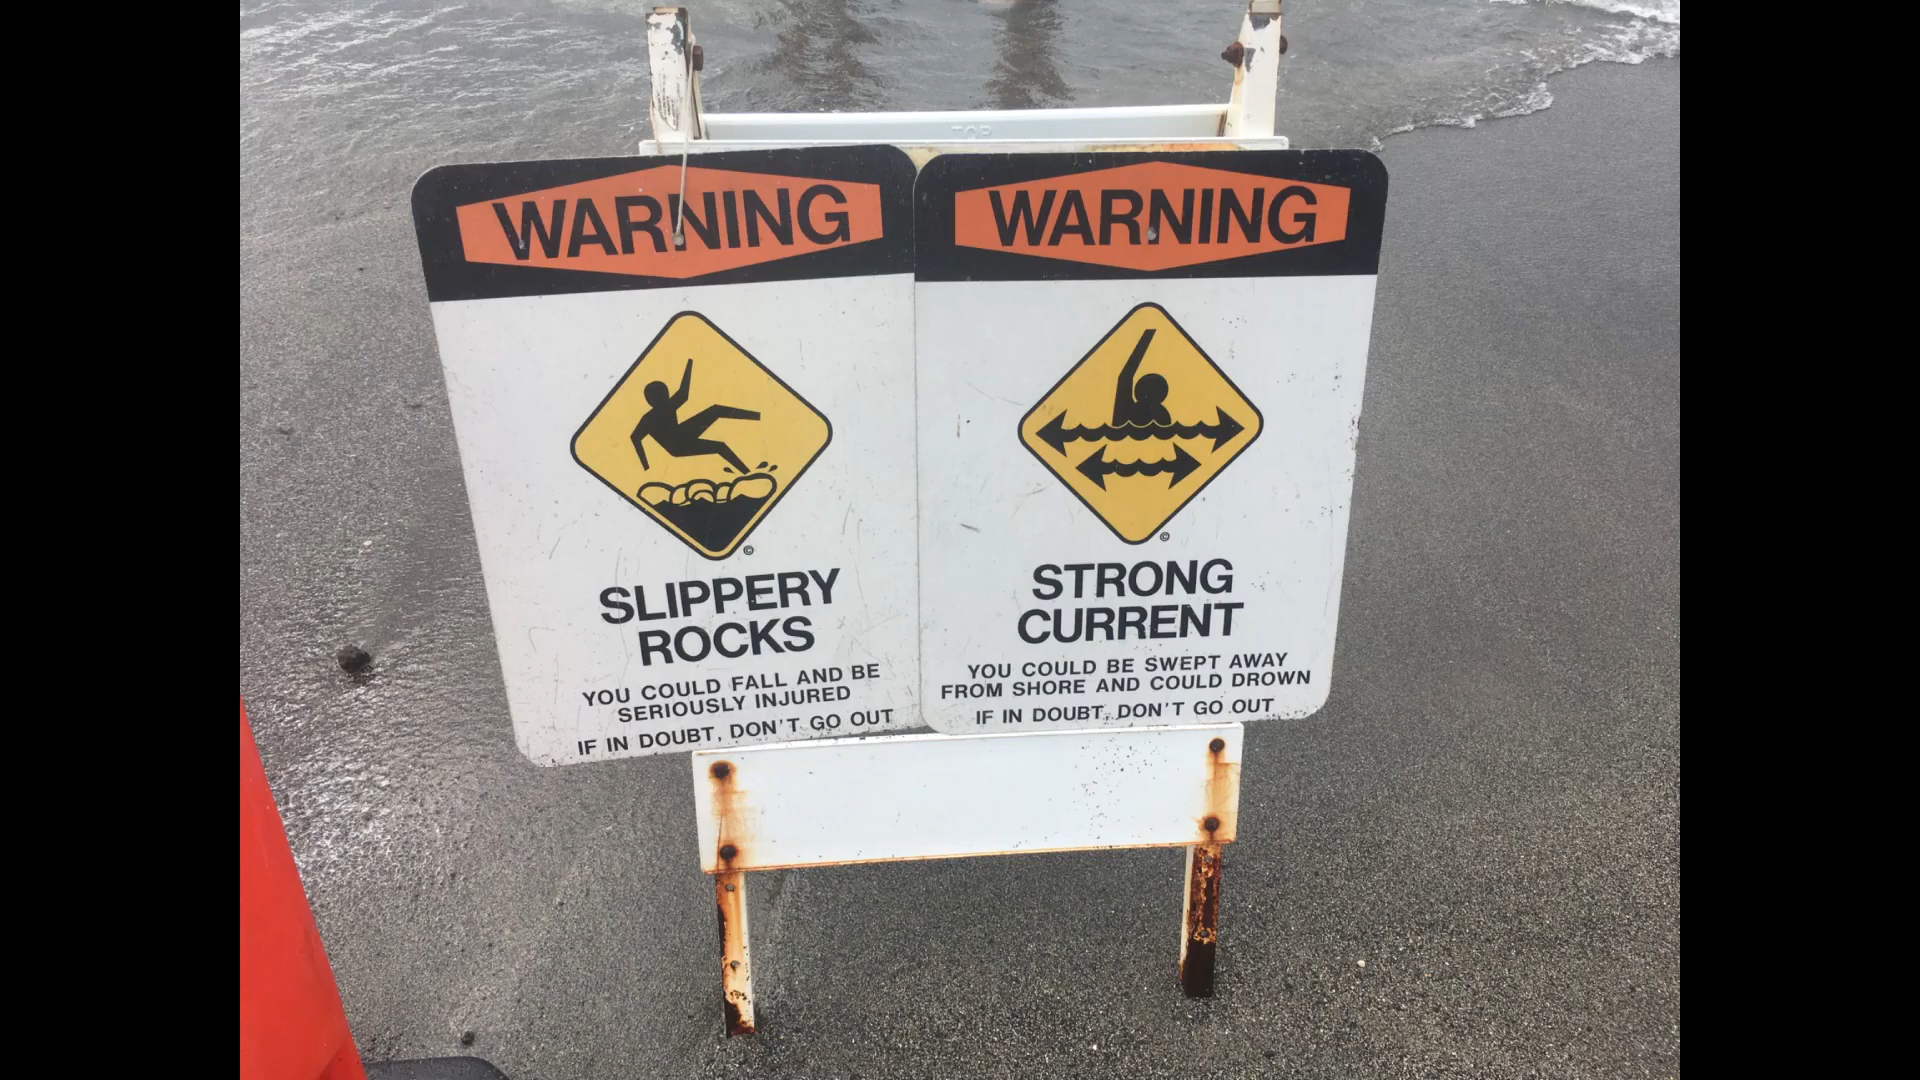 TOP
WARNING
SLIPPERY
ROCKS
YOU COULD FALL AND BE
SERIOUSLY INJURED
IF IN DOUBT, DON'T GO OUT
WARNING
STRONG
CURRENT
YOU COULD BE SWEPT AWAY
FROM SHORE AND COULD DROWN
IF IN DOUBT, DON'T GO OUT